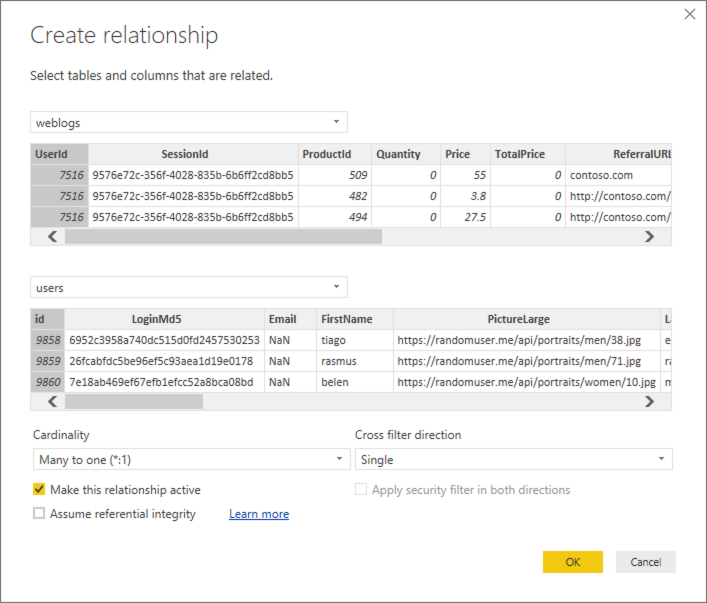 Create relationship
Select tables and columns that are related.
weblogs
UserId SessionId ProductId Quantity Price TotalPrice ReferralURL
7516 9576e72c-356f-4028-835b-6b6ff2cd8bb5 509 0 55 0 contoso.com
7516 9576e72c-356f-4028-835b-6b6ff2cd8bb5 482 0 3.8 0 http://contoso.com/
7516 9576e72c-356f-4028-835b-6b6ff2cd8bb5 494 0 27.5 0 http://contoso.com/
users
id LoginMd5 Email FirstName PictureLarge L
9858 6952c3958a740dc515d0fd2457530253 NaN tiago https://randomuser.me/api/portraits/men/38.jpg e
9859 26fcabfdc5be96ef5c93aea1d19e0178 NaN rasmus https://randomuser.me/api/portraits/men/71.jpg ra
9860 7e18ab469ef67efb1efcc52a8bca08bd NaN belen https://randomuser.me/api/portraits/women/10.jpg m
Cardinality Cross filter direction
Many to one (*:1) Single
Make this relationship active Apply security filter in both directions
Assume referential integrity Learn more
OK Cancel